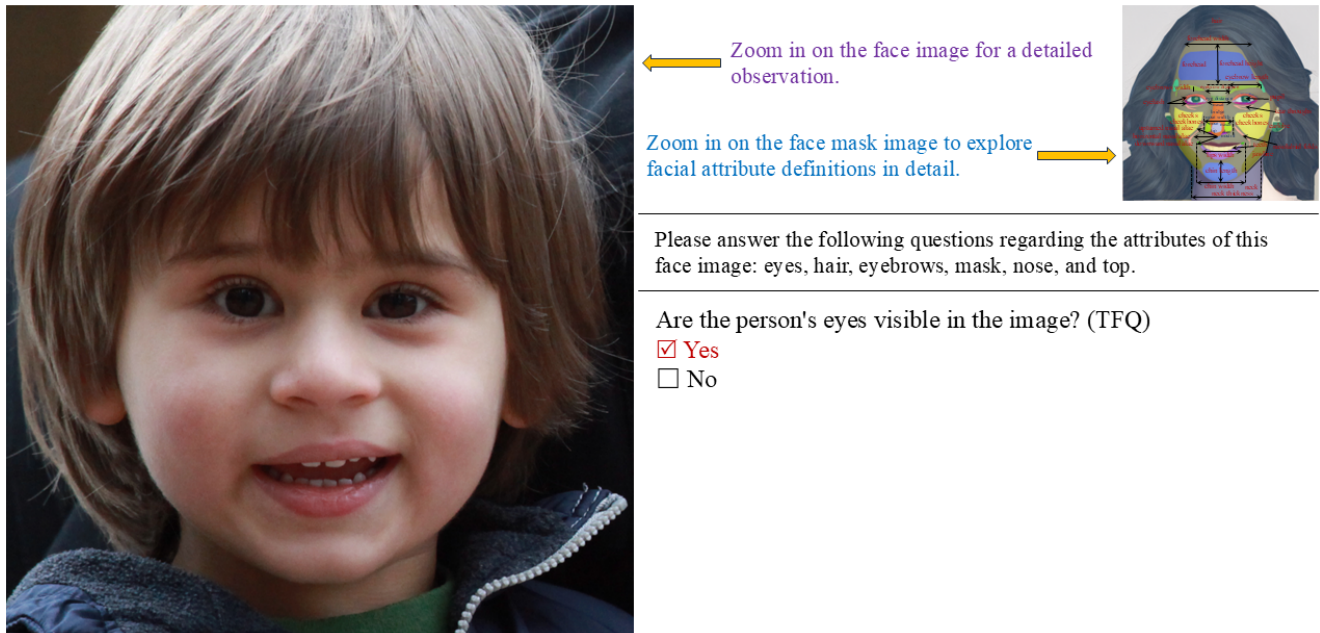 Zoom in on the face image for a detailed
observation.
Zoom in on the face mask image to explore
facial attribute definitions in detail.
Please answer the following questions regarding the attributes of this
face image: eyes, hair, eyebrows, mask, nose, and top.
Are the person's eyes visible in the image? (TFQ)
☑ Yes
☐ No